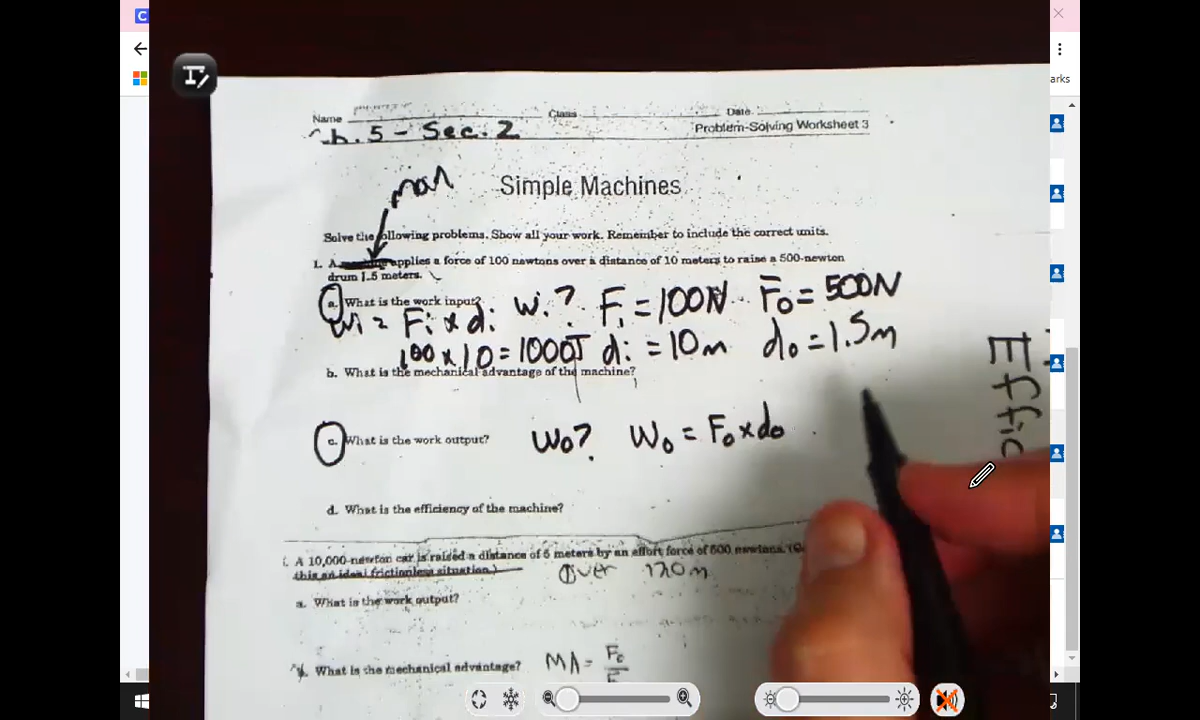 Name Class Date
Ch. 5 - Sec. 2 Problem-Solving Worksheet 3
man
Simple Machines
Solve the following problems. Show all your work. Remember to include the correct units.
1. A applies a force of 100 newtons over a distance of 10 meters to raise a 500-newton
drum 1.5 meters.
a. What is the work input? Wi? Fi = 100N Fo = 500N
Wi = Fi x di
100 x 10 = 1000J di = 10m do = 1.5m
b. What is the mechanical advantage of the machine?
c. What is the work output? Wo? Wo = Fo x do
d. What is the efficiency of the machine?
A 10,000-newton car is raised a distance of 6 meters by an effort force of 600 newtons.
this an ideal frictionless situation.) Over 120m
a. What is the work output?
What is the mechanical advantage? MA = Fo
arks